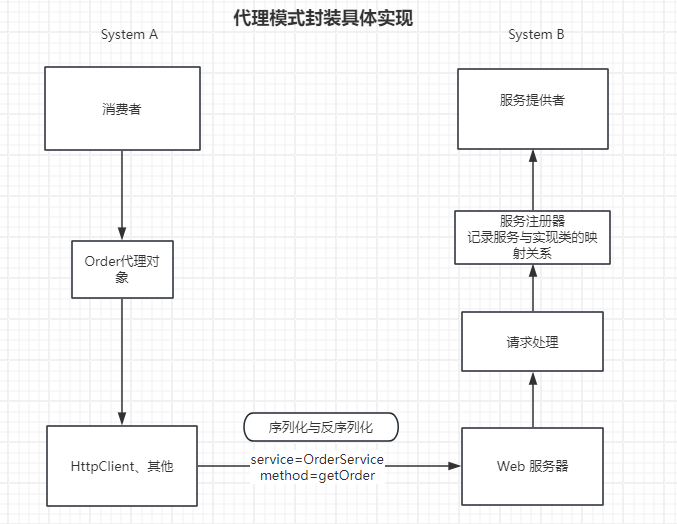 代理模式封装具体实现
System A
System B
消费者
服务提供者
Order代理对
象
服务注册器
记录服务与实现类的映
射关系
请求处理
序列化与反序列化
HttpClient、其他
service=OrderService
method=getOrder
Web 服务器